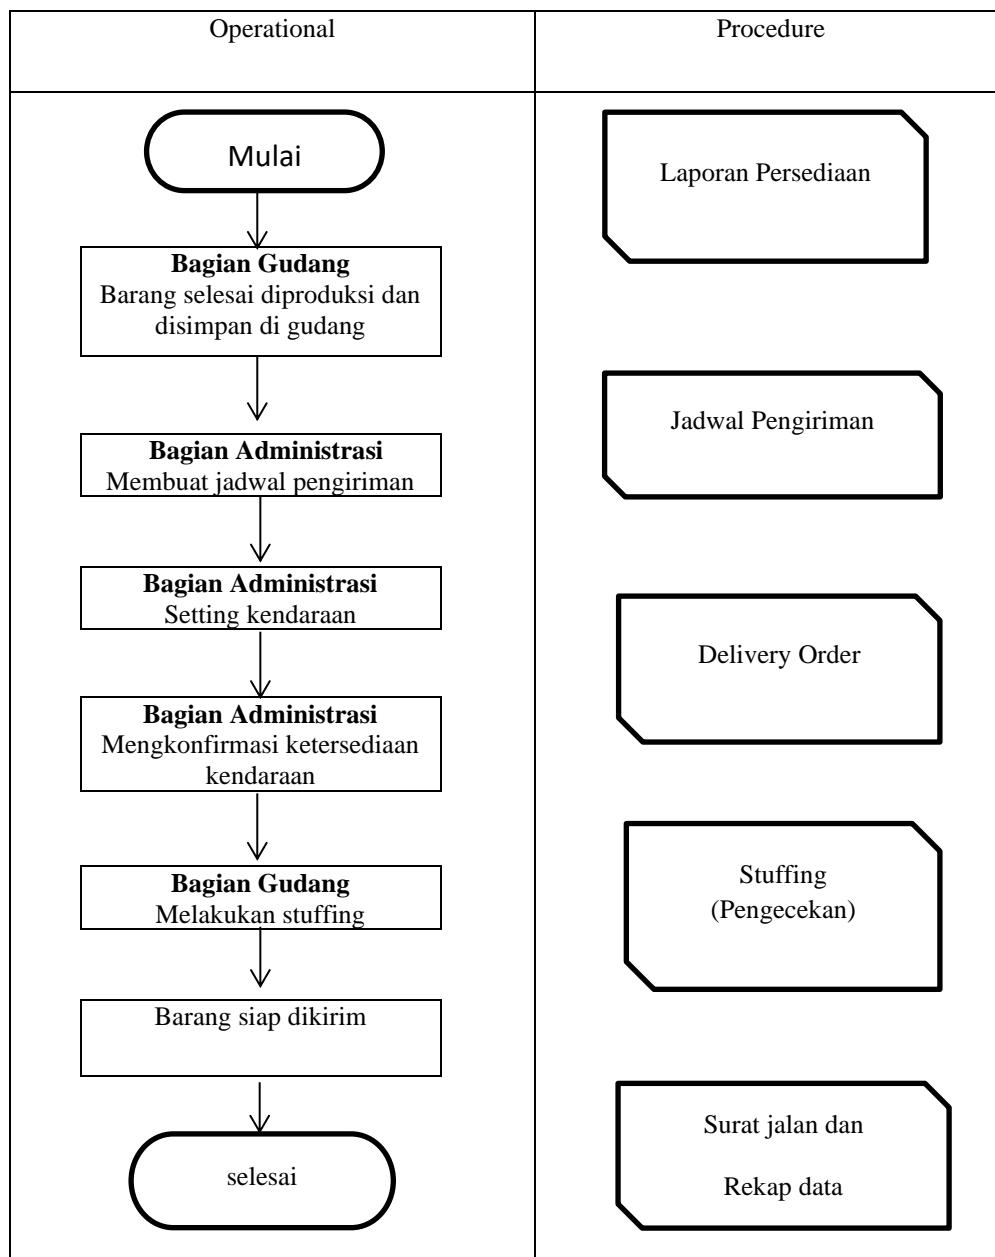 Operational
Procedure
Mulai
Bagian Gudang
Barang selesai diproduksi dan
disimpan di gudang
Bagian Administrasi
Membuat jadwal pengiriman
Bagian Administrasi
Setting kendaraan
Bagian Administrasi
Mengkonfirmasi ketersediaan
kendaraan
Bagian Gudang
Melakukan stuffing
Barang siap dikirim
selesai
Laporan Persediaan
Jadwal Pengiriman
Delivery Order
Stuffing
(Pengecekan)
Surat jalan dan
Rekap data